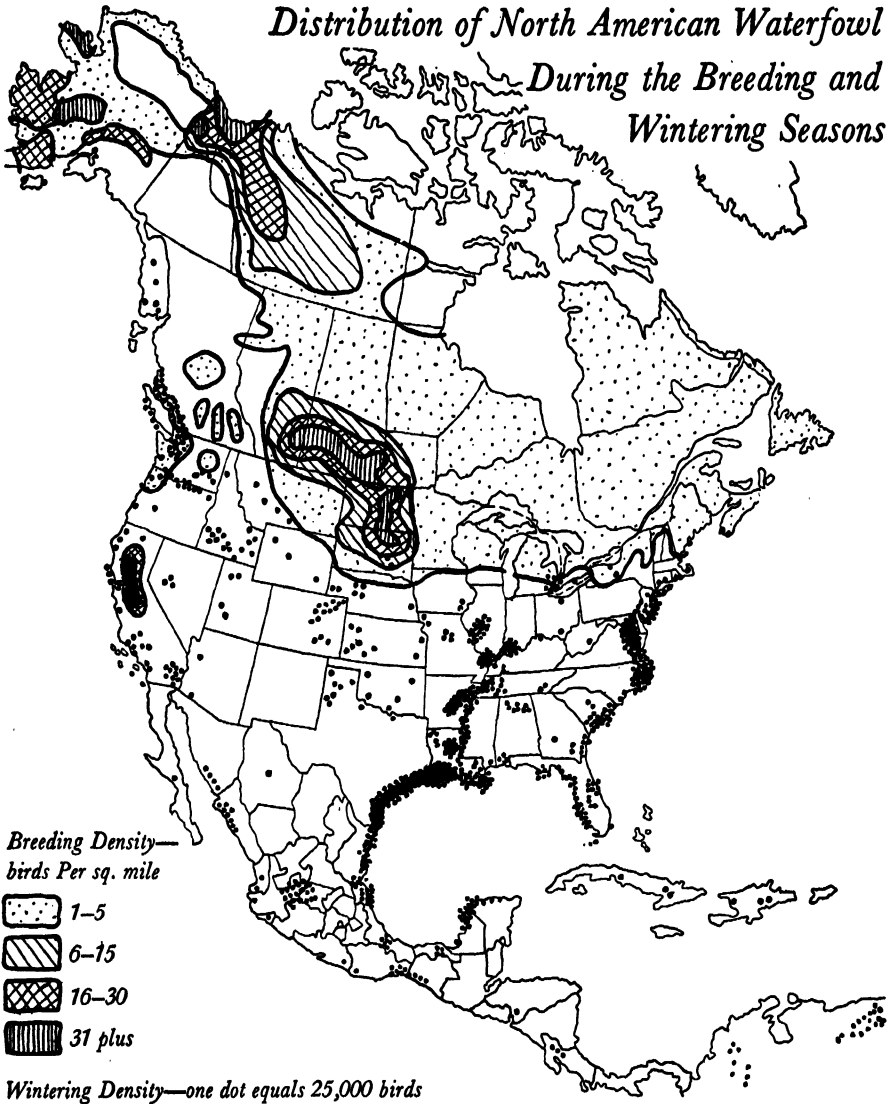 Distribution of North American Waterfowl
During the Breeding and
Wintering Seasons
Breeding Density—
birds Per sq. mile
1–5
6–15
16–30
31 plus
Wintering Density—one dot equals 25,000 birds